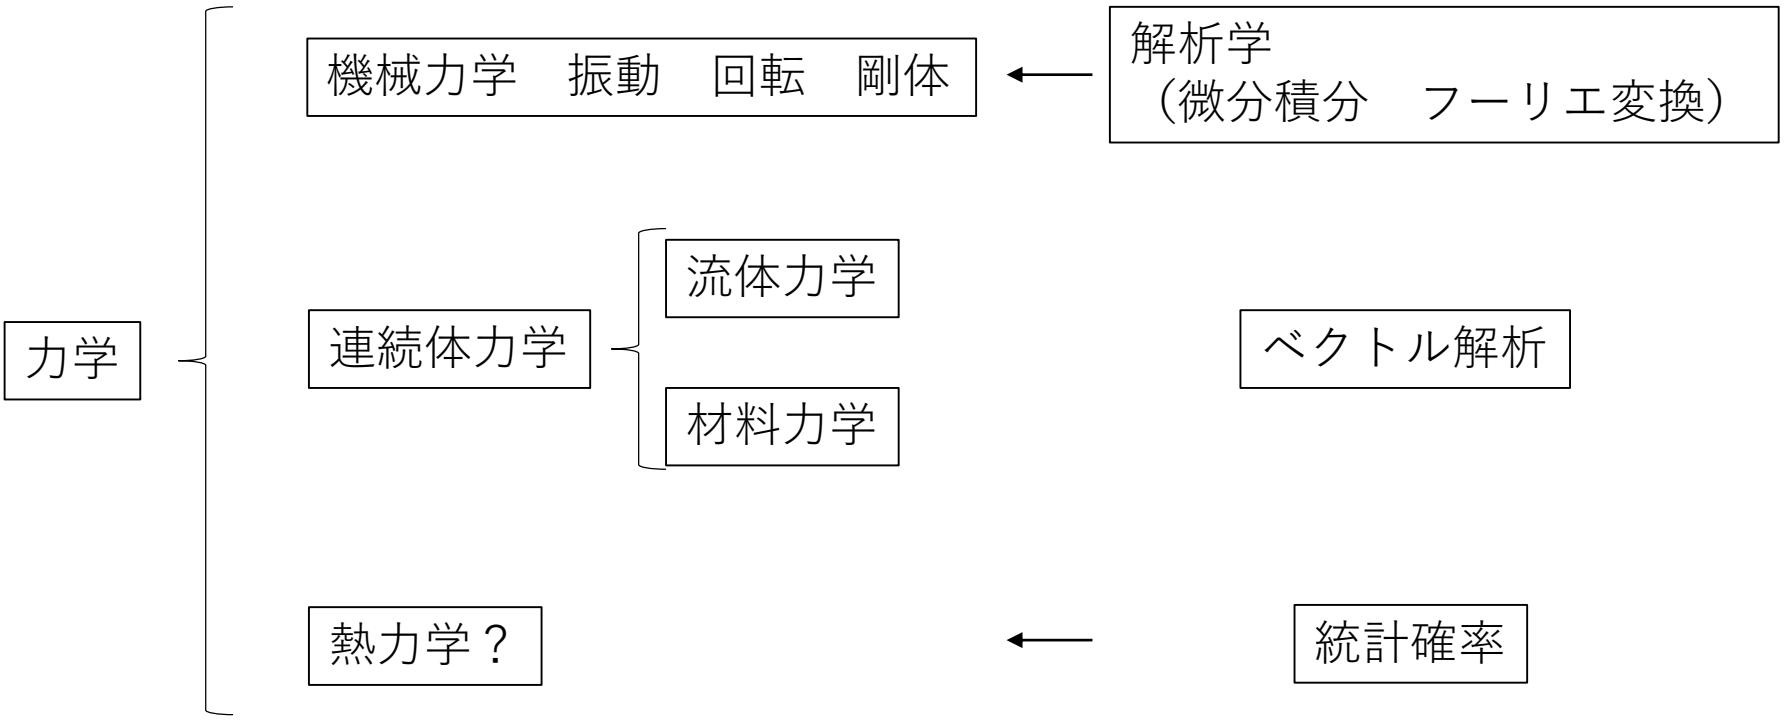 機械力学　振動　回転　剛体
解析学
（微分積分　フーリエ変換）
力学
連続体力学
流体力学
材料力学
ベクトル解析
熱力学？
統計確率